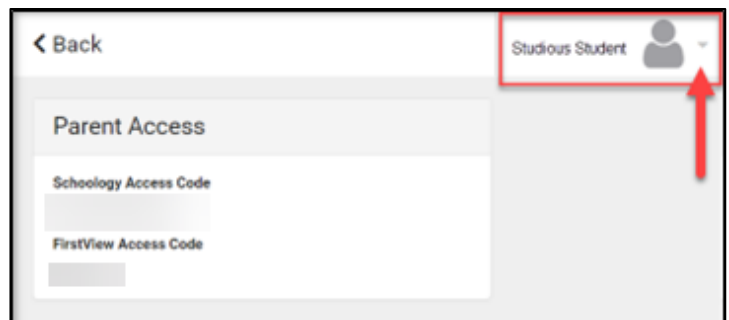 Back
Studious Student
Parent Access
Schoology Access Code
FirstView Access Code